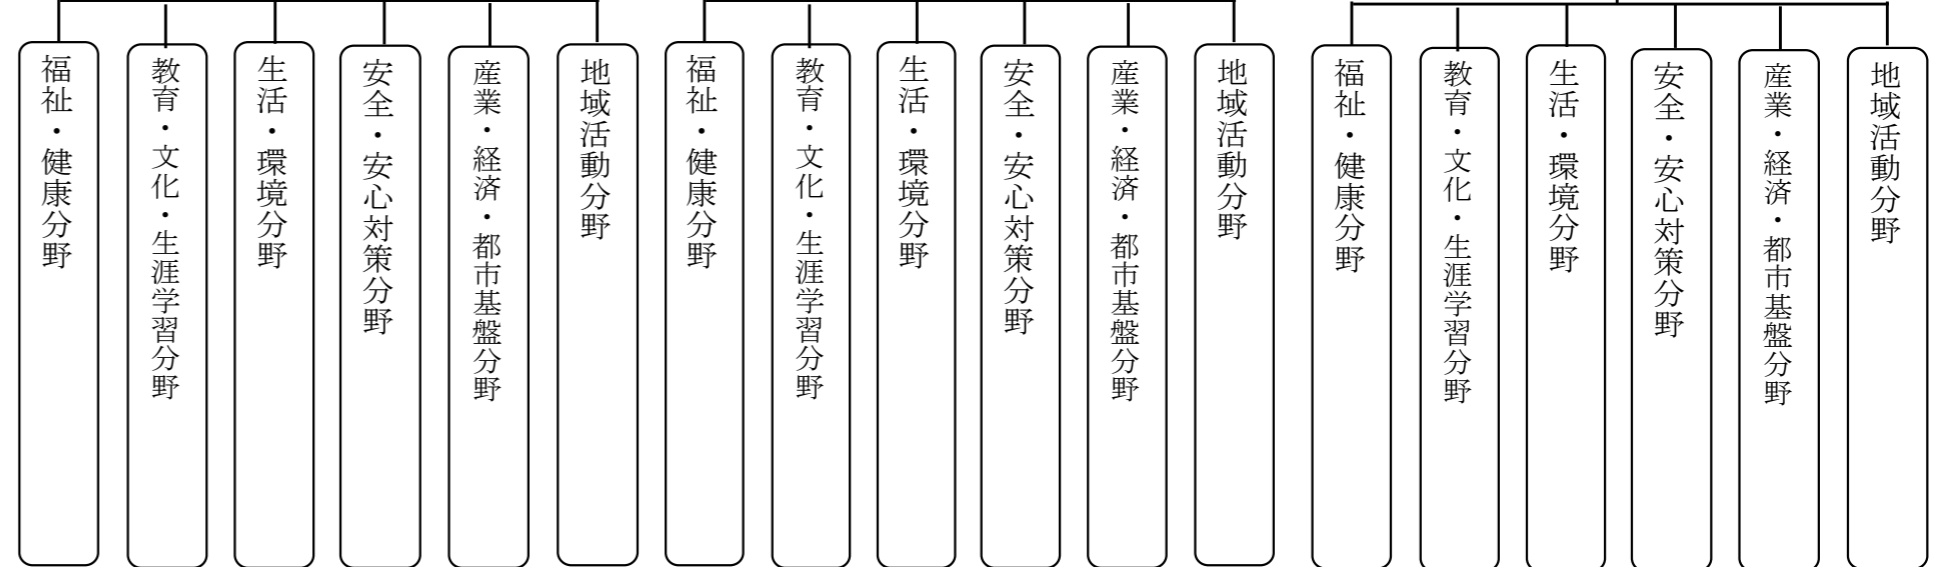 福祉・健康分野
教育・文化・生涯学習分野
生活・環境分野
安全・安心対策分野
産業・経済・都市基盤分野
地域活動分野
福祉・健康分野
教育・文化・生涯学習分野
生活・環境分野
安全・安心対策分野
産業・経済・都市基盤分野
地域活動分野
福祉・健康分野
教育・文化・生涯学習分野
生活・環境分野
安全・安心対策分野
産業・経済・都市基盤分野
地域活動分野